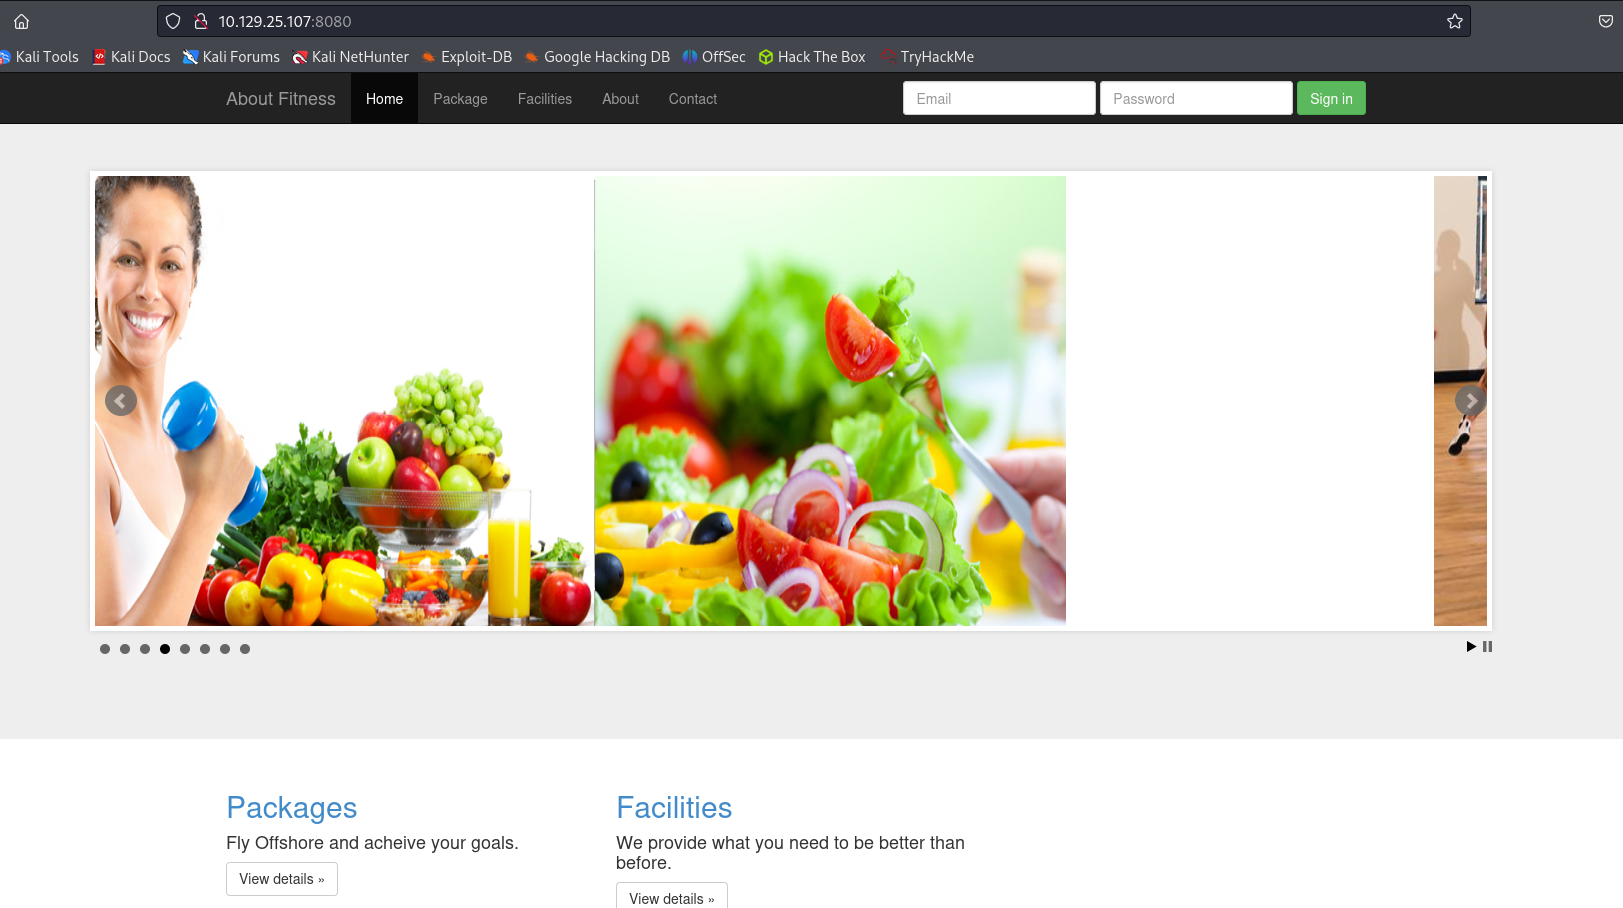 10.129.25.107:8080
Kali Tools Kali Docs Kali Forums Kali NetHunter Exploit-DB Google Hacking DB OffSec Hack The Box TryHackMe
About Fitness Home Package Facilities About Contact Email Password Sign in
Packages
Fly Offshore and acheive your goals.
View details »
Facilities
We provide what you need to be better than
before.
View details »